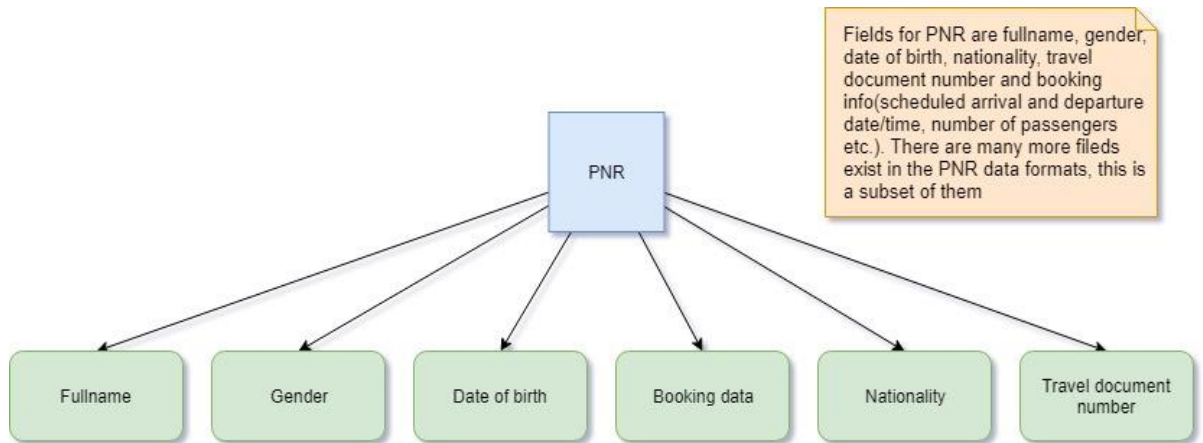 Fields for PNR are fullname, gender,
date of birth, nationality, travel
document number and booking
info(scheduled arrival and departure
date/time, number of passengers
etc.). There are many more fileds
exist in the PNR data formats, this is
a subset of them
PNR
Fullname
Gender
Date of birth
Booking data
Nationality
Travel document
number